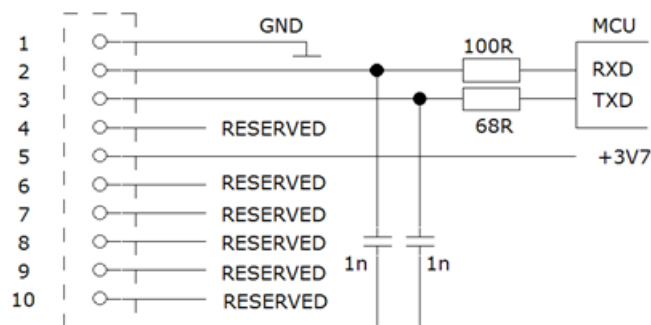 GND
MCU
1
100R
2
RXD
3
TXD
68R
4 RESERVED
5
+3V7
6 RESERVED
7 RESERVED
8 RESERVED
9 RESERVED
1n
1n
10 RESERVED